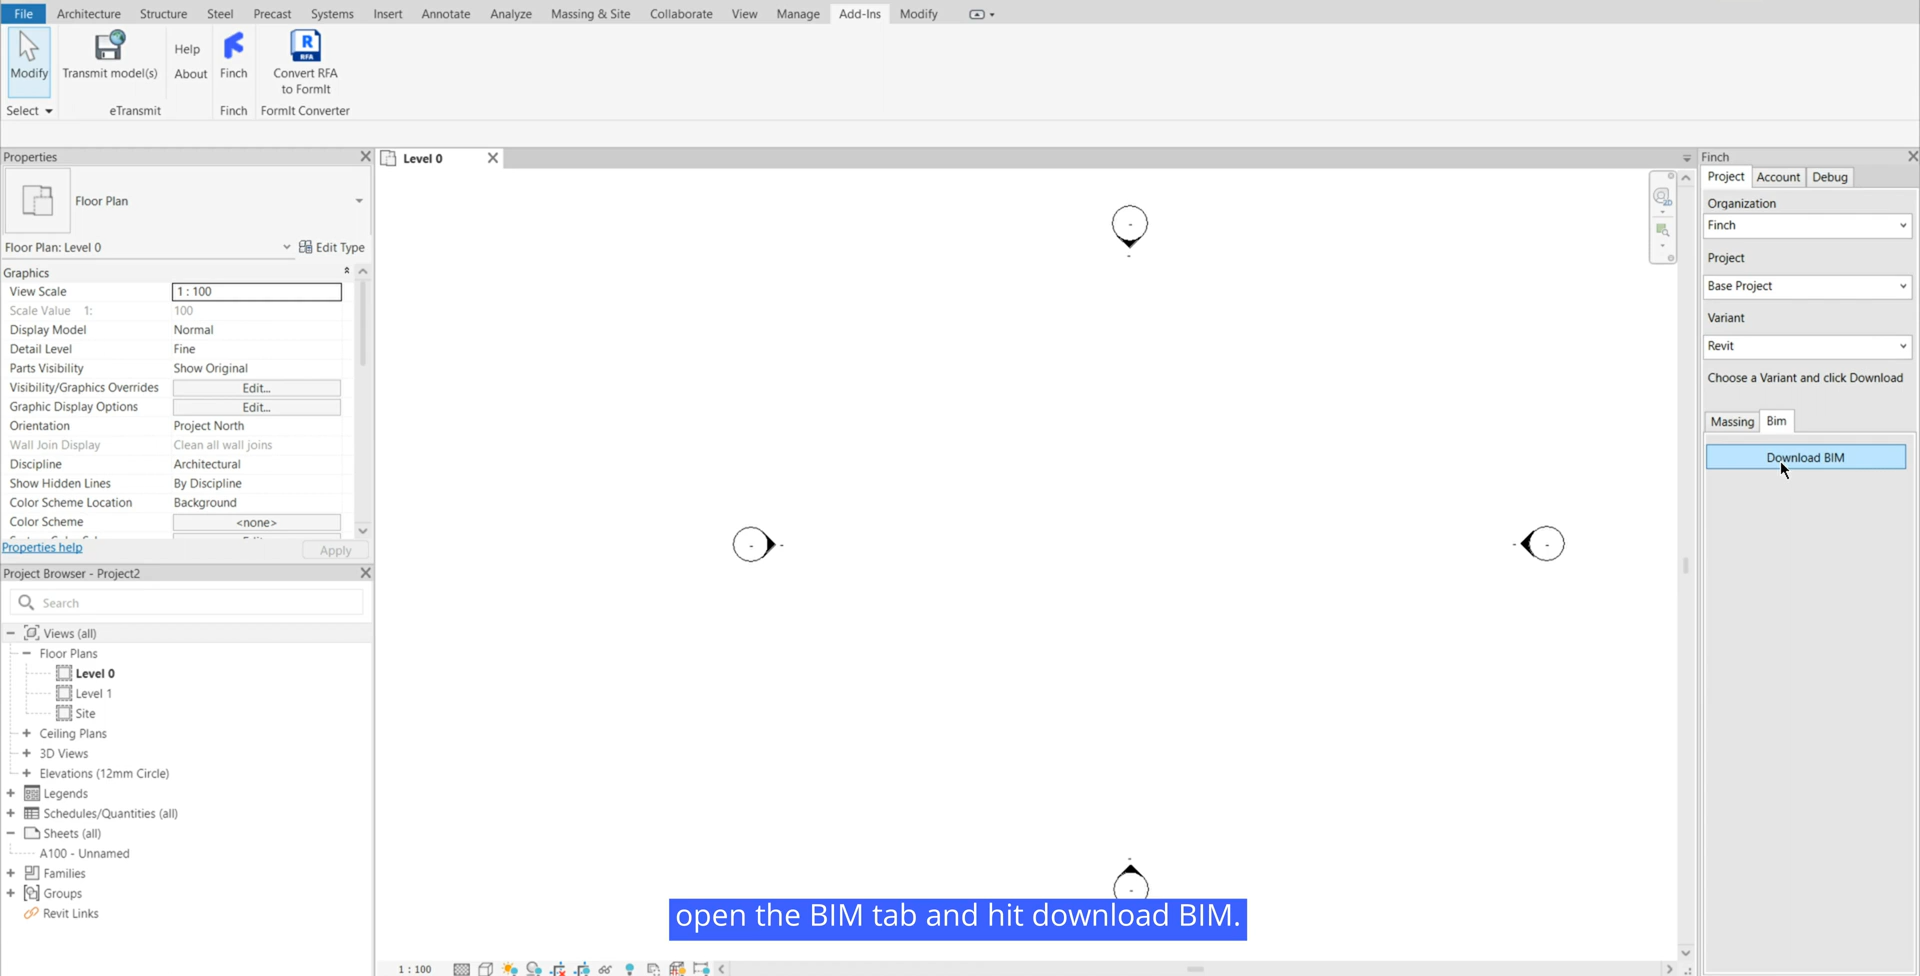 File Architecture Structure Steel Precast Systems Insert Annotate Analyze Massing & Site Collaborate View Manage Add-Ins Modify
Modify
Transmit model(s)
Help
About
Finch
Convert RFA
to FormIt
Select
eTransmit
Finch
FormIt Converter
Properties
Floor Plan
Floor Plan: Level 0
Edit Type
Graphics
View Scale 1 : 100
Scale Value 1: 100
Display Model Normal
Detail Level Fine
Parts Visibility Show Original
Visibility/Graphics Overrides Edit...
Graphic Display Options Edit...
Orientation Project North
Wall Join Display Clean all wall joins
Discipline Architectural
Show Hidden Lines By Discipline
Color Scheme Location Background
Color Scheme <none>
Properties help
Apply
Project Browser - Project2
Search
Views (all)
Floor Plans
Level 0
Level 1
Site
Ceiling Plans
3D Views
Elevations (12mm Circle)
Legends
Schedules/Quantities (all)
Sheets (all)
A100 - Unnamed
Families
Groups
Revit Links
Level 0
open the BIM tab and hit download BIM.
1 : 100
Finch
Project Account Debug
Organization
Finch
Project
Base Project
Variant
Revit
Choose a Variant and click Download
Massing Bim
Download BIM